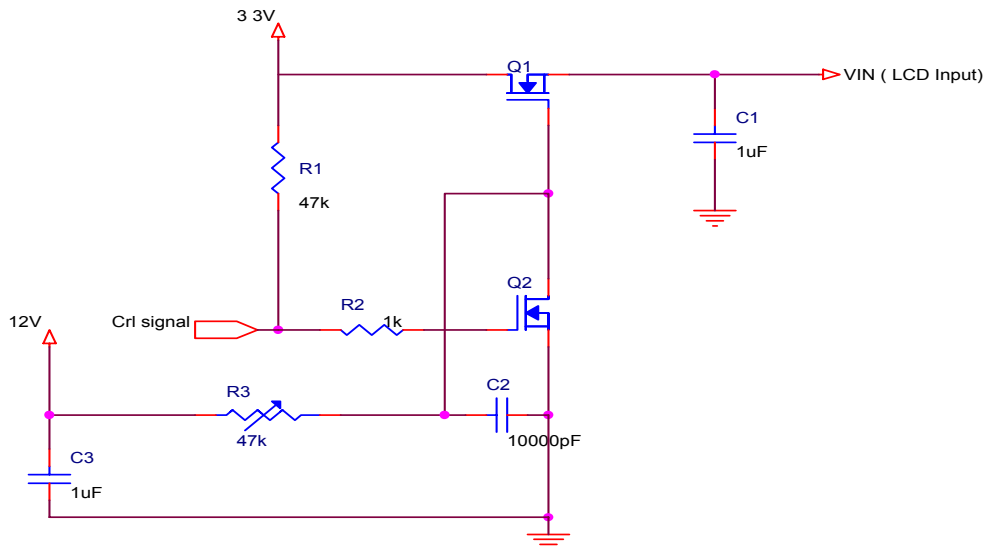 3 3V
Q1
VIN ( LCD Input)
C1
1uF
R1
47k
Q2
R2
1k
12V
Crl signal
R3
47k
C2
10000pF
C3
1uF